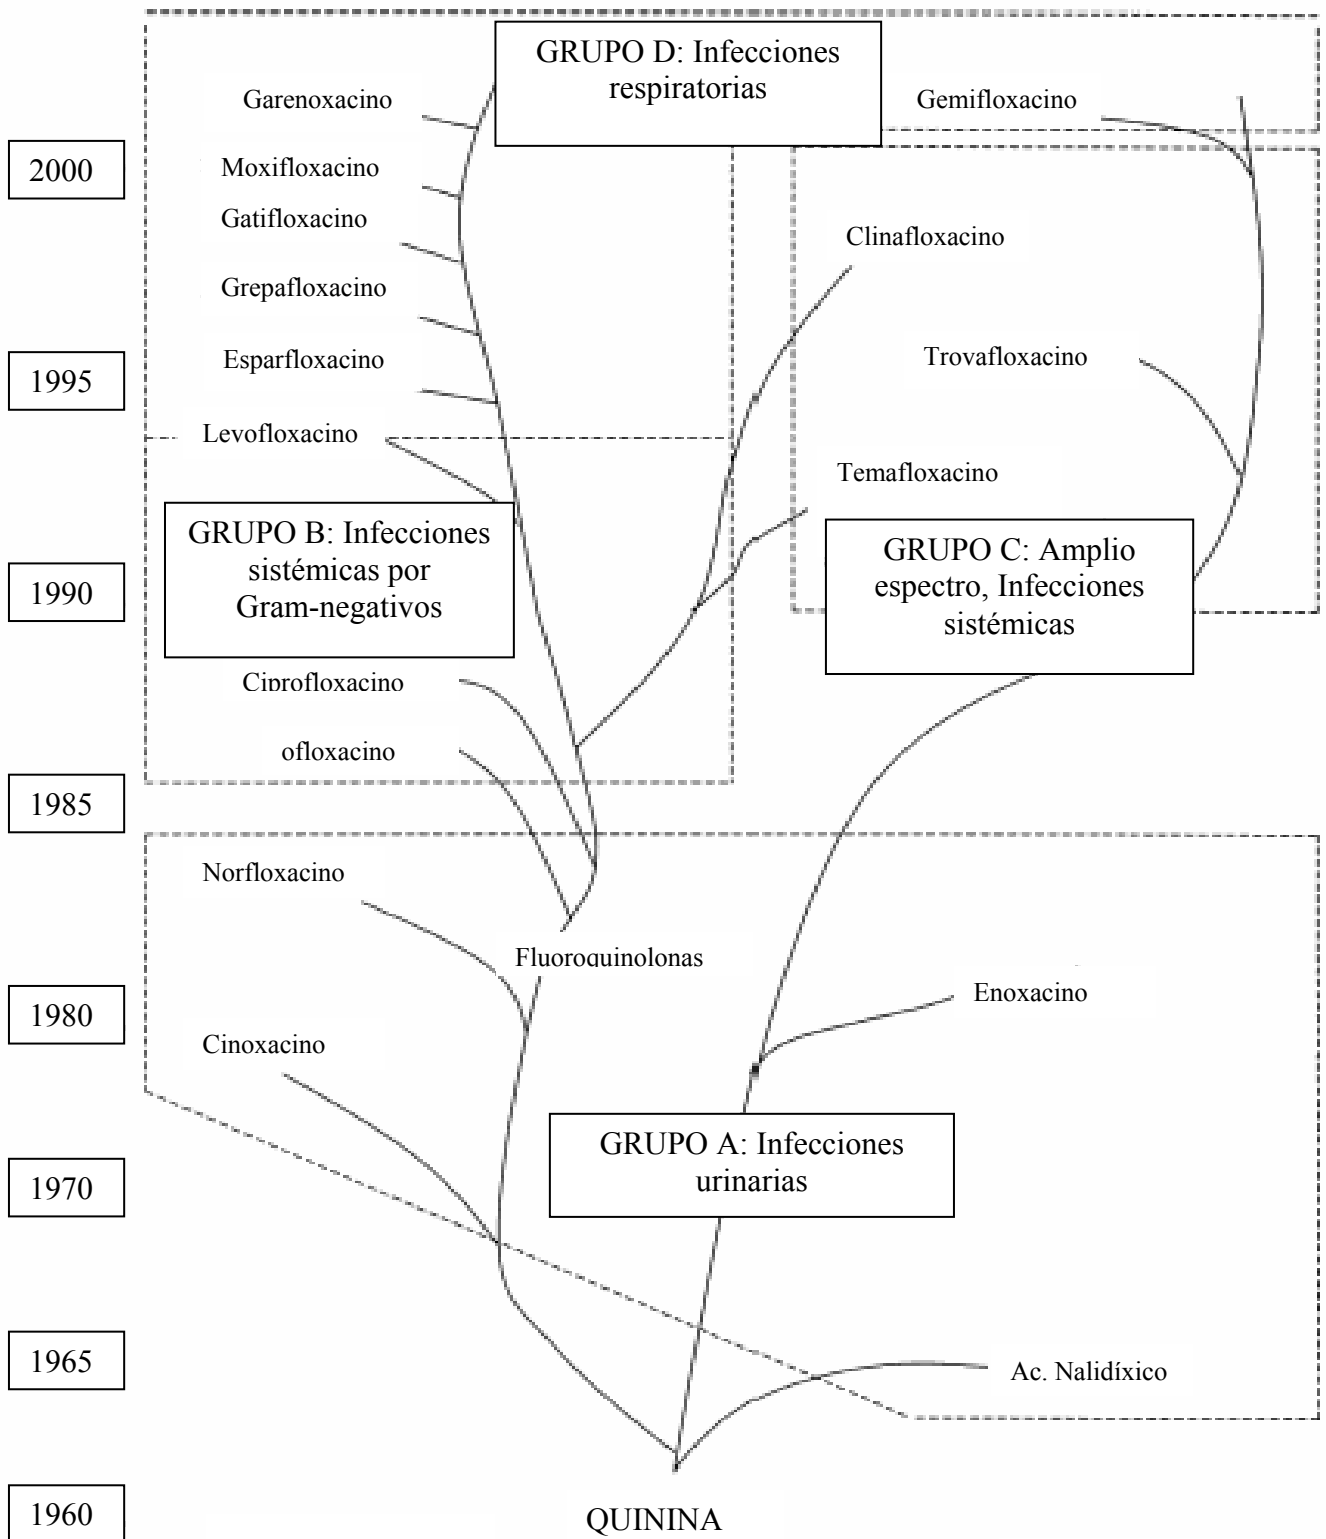 GRUPO D: Infecciones
respiratorias
Garenoxacino
Gemifloxacino
2000
Moxifloxacino
Gatifloxacino
Clinafloxacino
Grepafloxacino
Esparfloxacino
Trovafloxacino
1995
Levofloxacino
Temafloxacino
GRUPO B: Infecciones
sistémicas por
Gram-negativos
GRUPO C: Amplio
espectro, Infecciones
sistémicas
1990
Ciprofloxacino
ofloxacino
1985
Norfloxacino
Fluoroquinolonas
Enoxacino
1980
Cinoxacino
GRUPO A: Infecciones
urinarias
1970
1965
Ac. Nalidíxico
1960
QUININA